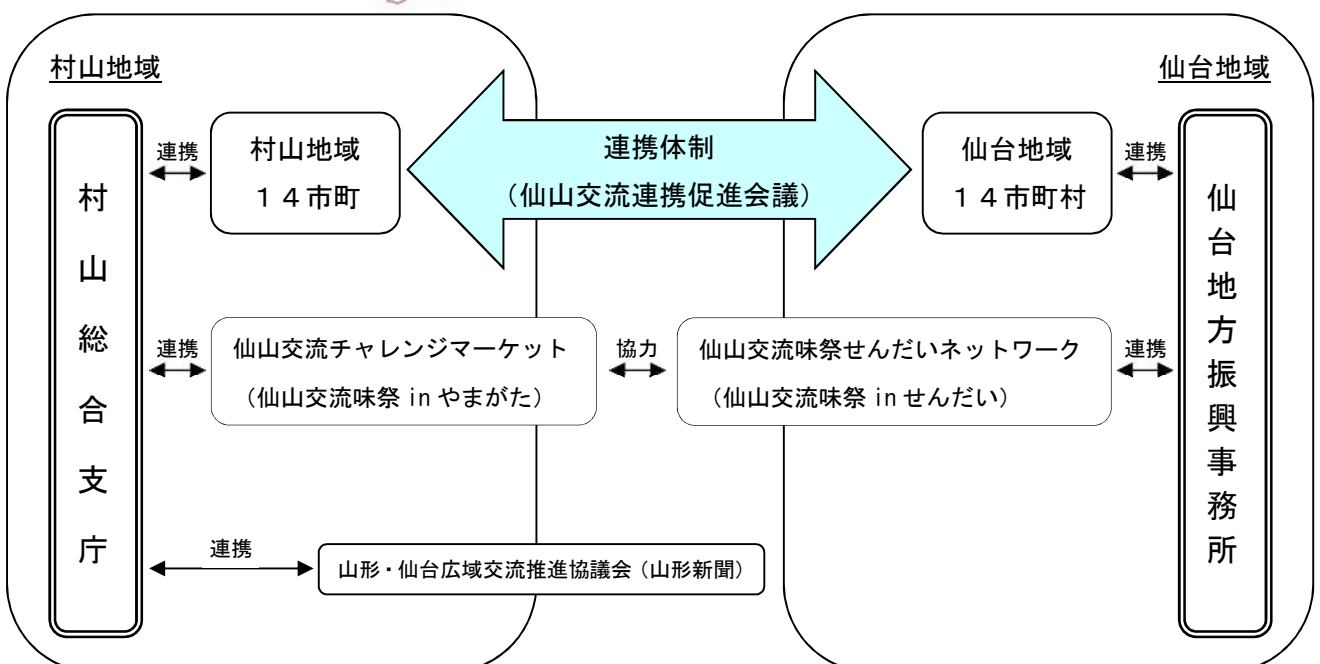 村山地域
仙台地域
村山総合支庁
連携
村山地域
１４市町
連携体制
（仙山交流連携促進会議）
仙台地域
１４市町村
連携
仙台地方振興事務所
連携
仙山交流チャレンジマーケット
（仙山交流味祭 in やまがた）
協力
仙山交流味祭せんだいネットワーク
（仙山交流味祭 in せんだい）
連携
連携
山形・仙台広域交流推進協議会（山形新聞）